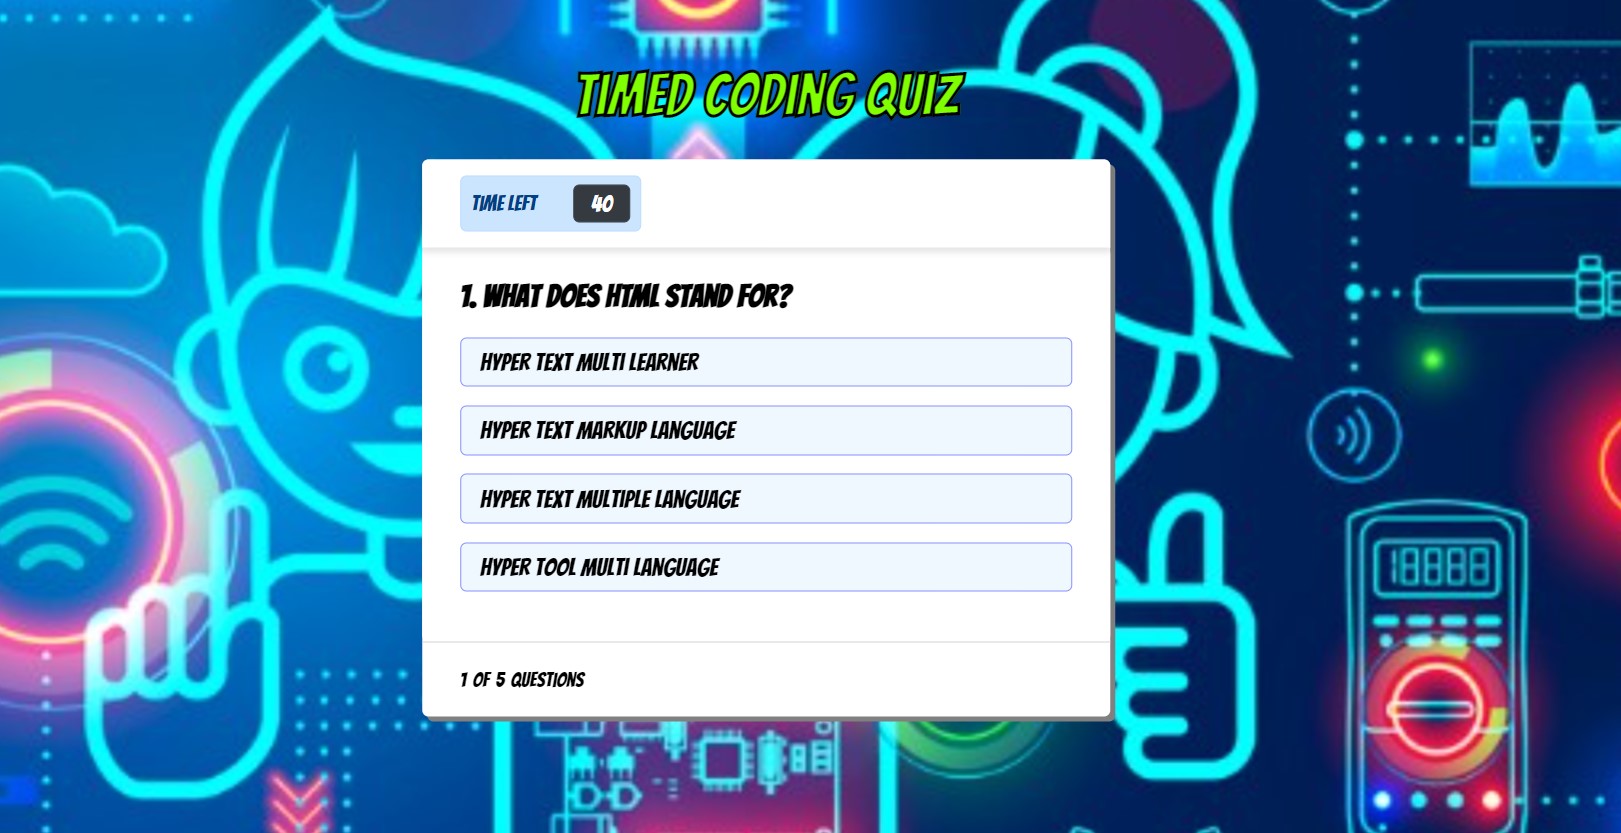 TIMED CODING QUIZ
TIME LEFT 40
1. WHAT DOES HTML STAND FOR?
HYPER TEXT MULTI LEARNER
HYPER TEXT MARKUP LANGUAGE
HYPER TEXT MULTIPLE LANGUAGE
HYPER TOOL MULTI LANGUAGE
1 OF 5 QUESTIONS
18888